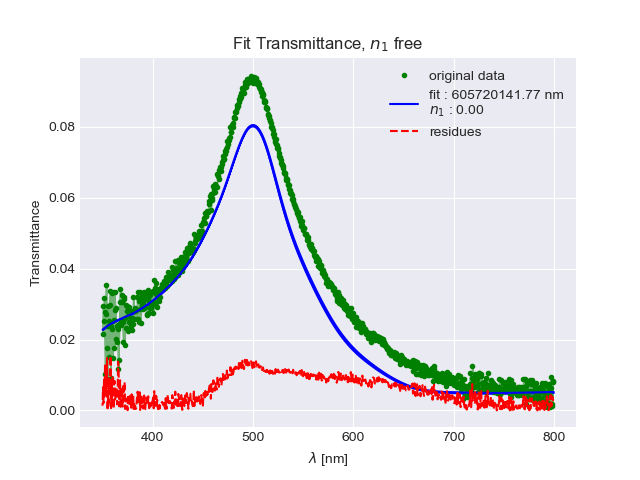 Fit Transmittance, n₁ free
original data
fit : 605720141.77 nm
n₁ : 0.00
residues
Transmittance
0.08
0.06
0.04
0.02
0.00
400 500 600 700 800
λ [nm]